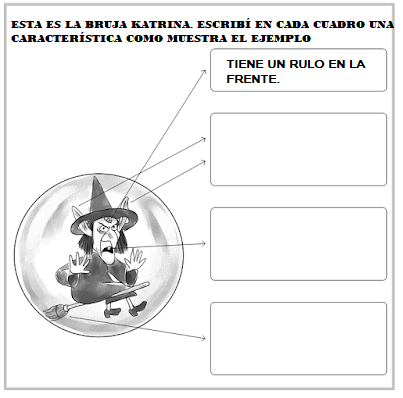 ESTA ES LA BRUJA KATRINA. ESCRIBÍ EN CADA CUADRO UNA
CARACTERÍSTICA COMO MUESTRA EL EJEMPLO
TIENE UN RULO EN LA
FRENTE.